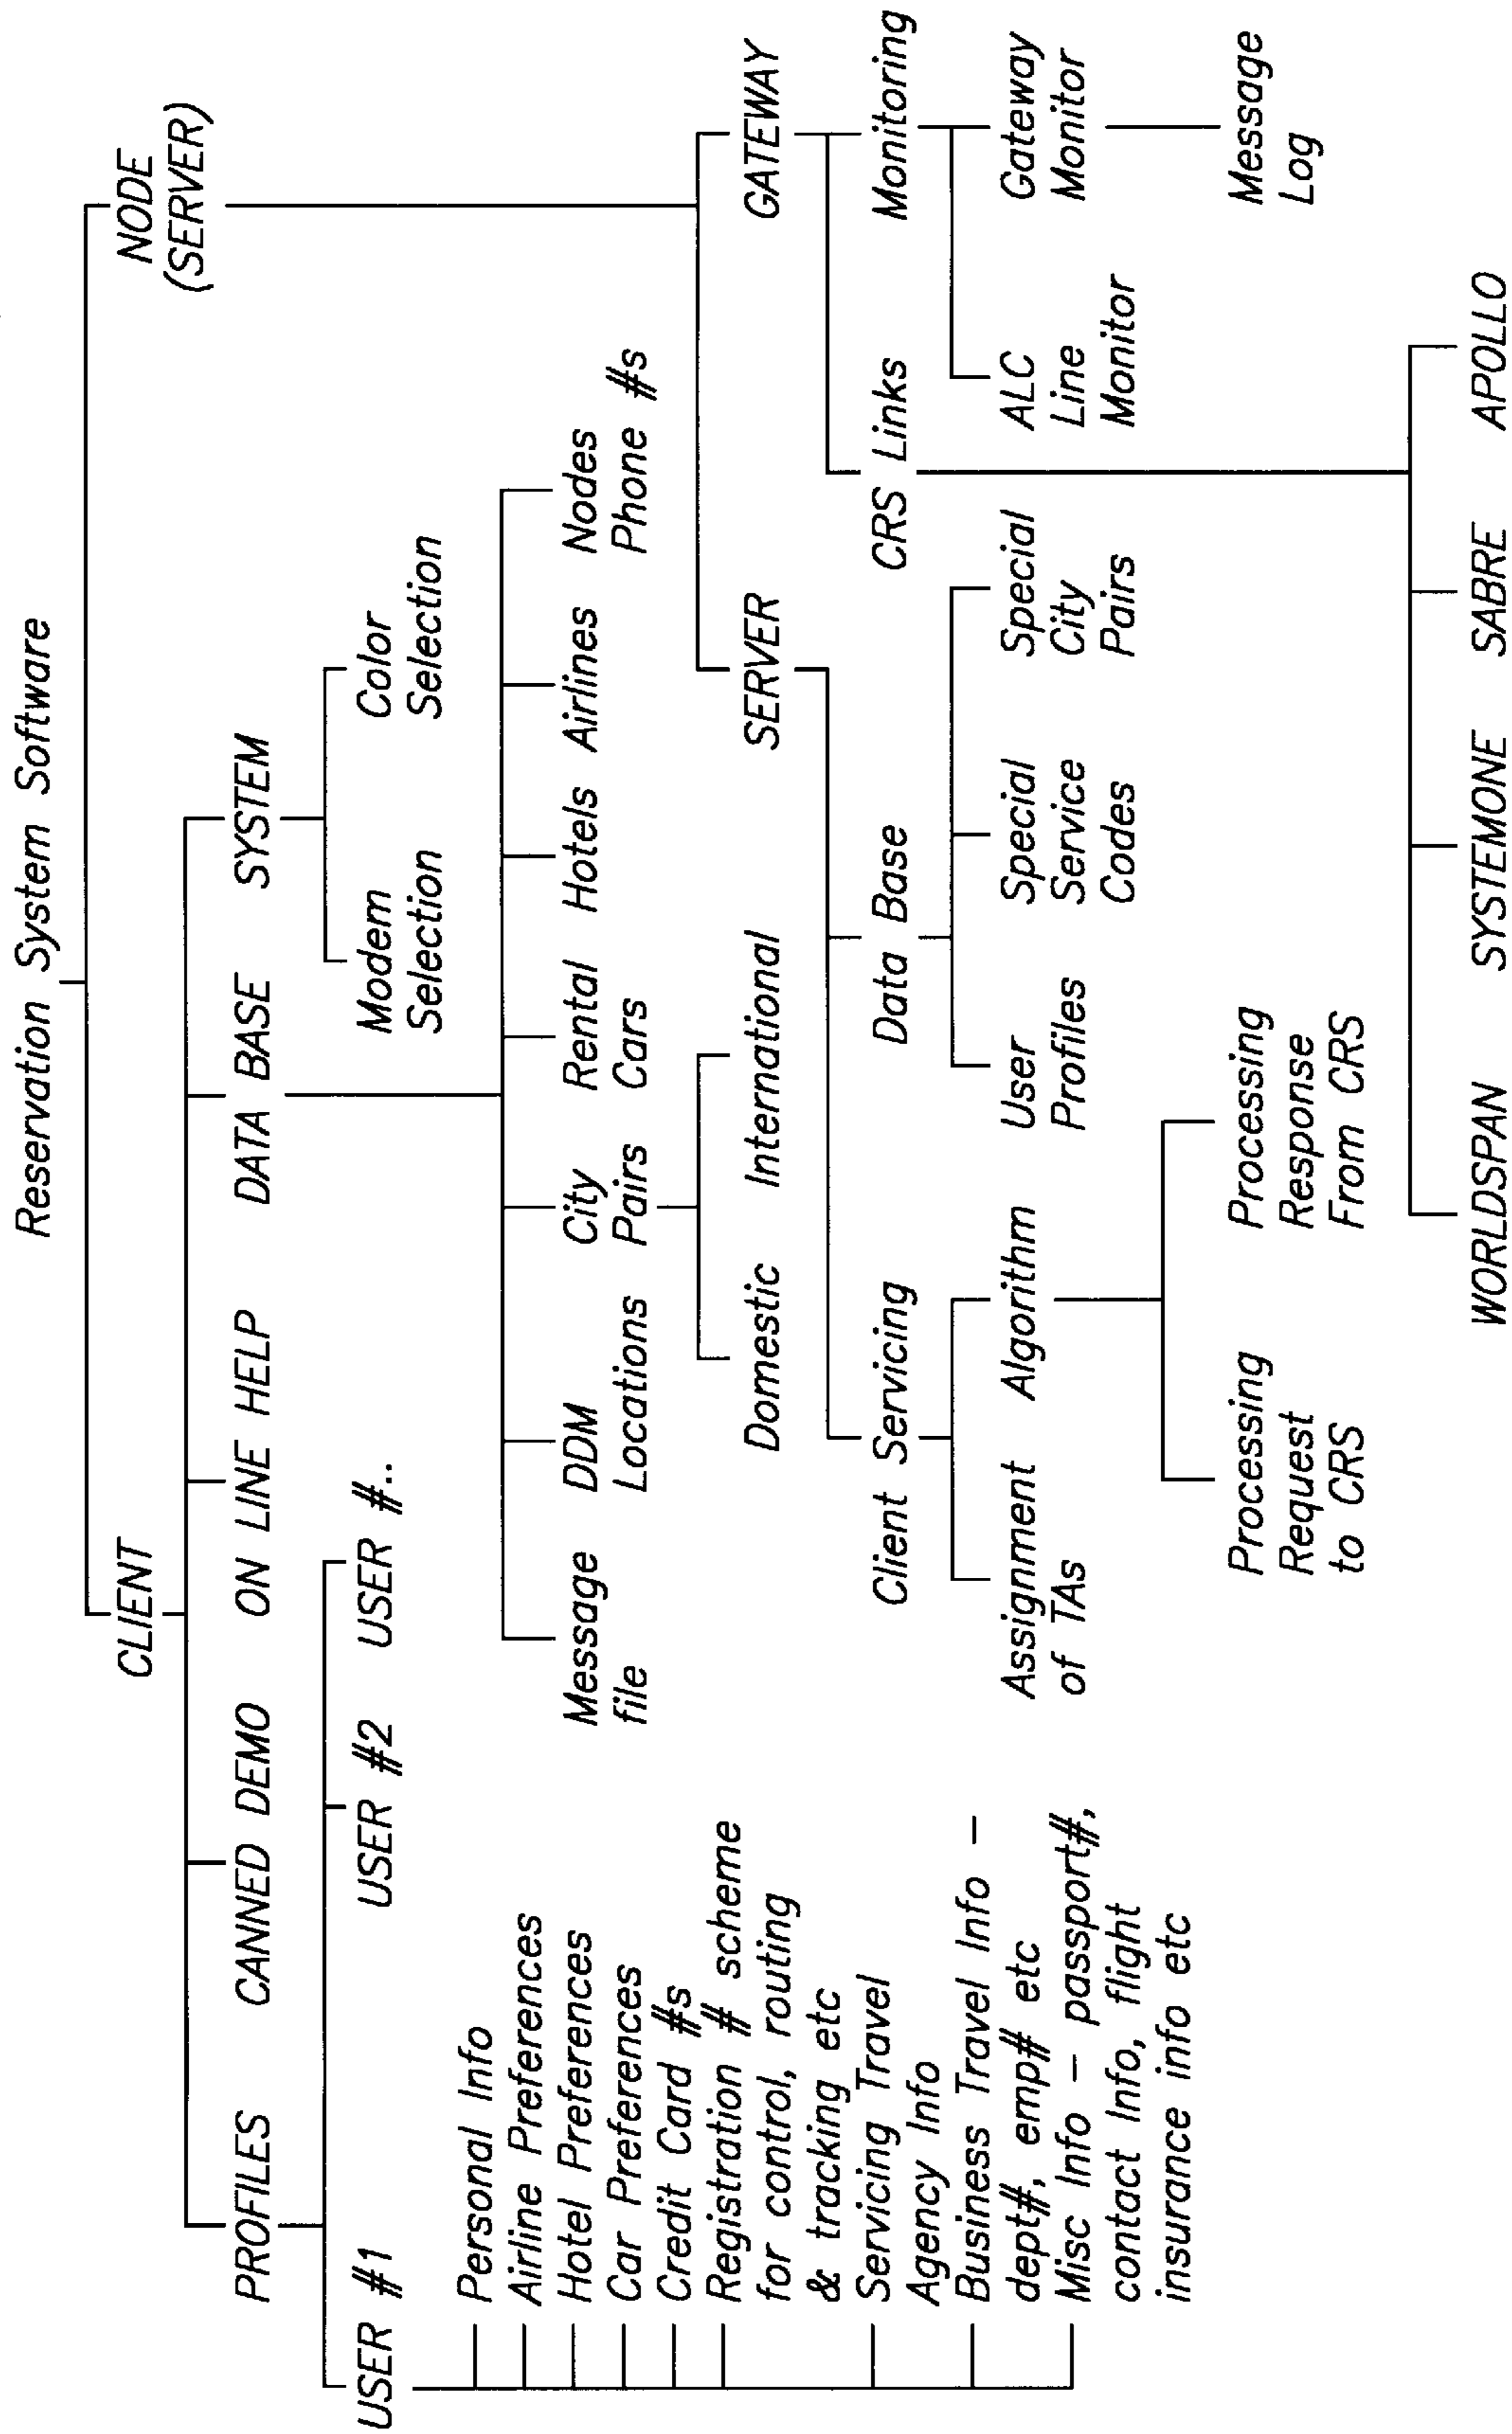 Reservation System Software
CLIENT
NODE
(SERVER)
PROFILES
CANNED DEMO
ON LINE HELP
DATA BASE
SYSTEM
USER #1
USER #2
USER #..
Modem
Selection
Color
Selection
Personal Info
Airline Preferences
Hotel Preferences
Car Preferences
Credit Card #s
Registration # scheme
for control, routing
& tracking etc
Servicing Travel
Agency Info
Business Travel Info –
dept#, emp# etc
Misc Info – passport#,
contact Info, flight
insurance info etc
Message
file
DDM
Locations
City
Pairs
Rental
Cars
Hotels
Airlines
Nodes
Phone #s
Domestic
International
SERVER
GATEWAY
Client Servicing
Data Base
CRS Links
Monitoring
Assignment
of TAs
Algorithm
User
Profiles
Special
Service
Codes
Special
City
Pairs
ALC
Line
Monitor
Gateway
Monitor
Processing
Request
to CRS
Processing
Response
From CRS
Message
Log
WORLDSPAN
SYSTEMONE
SABRE
APOLLO